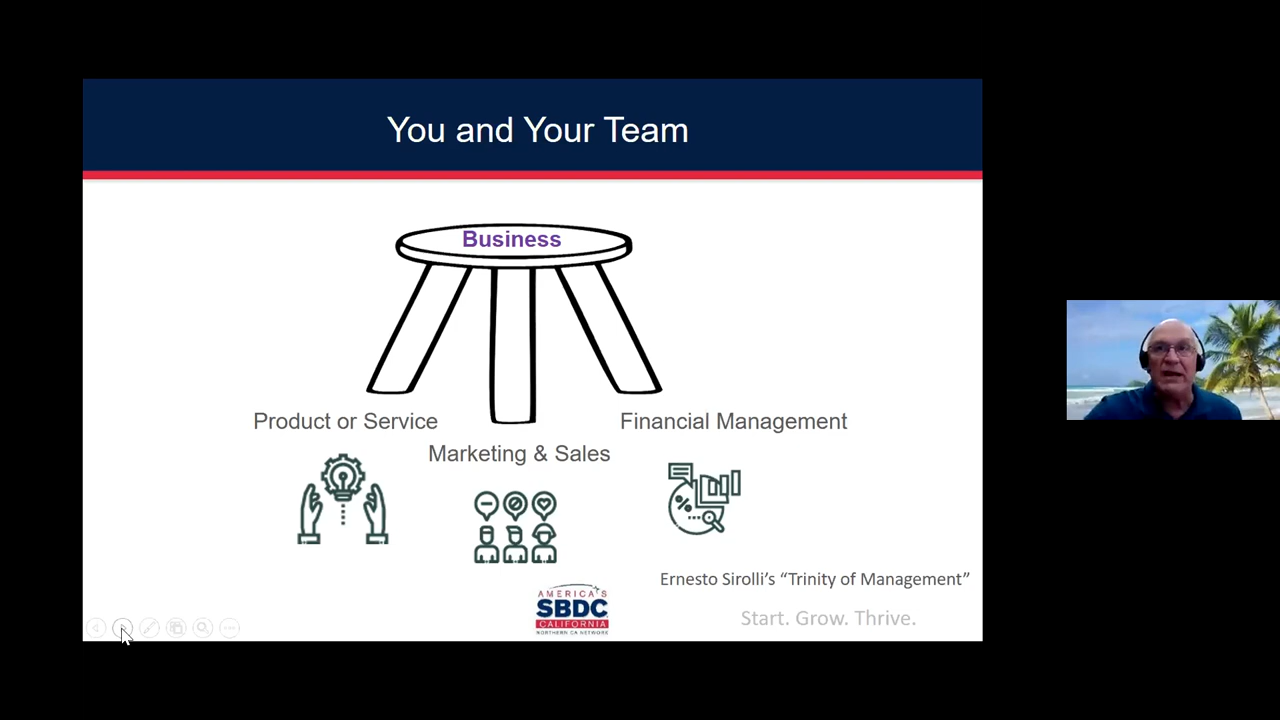 You and Your Team
Business
Product or Service
Financial Management
Marketing & Sales
%
Ernesto Sirolli's “Trinity of Management”
AMERICA'S
SBDC
CALIFORNIA
NORTHERN CA NETWORK
Start. Grow. Thrive.